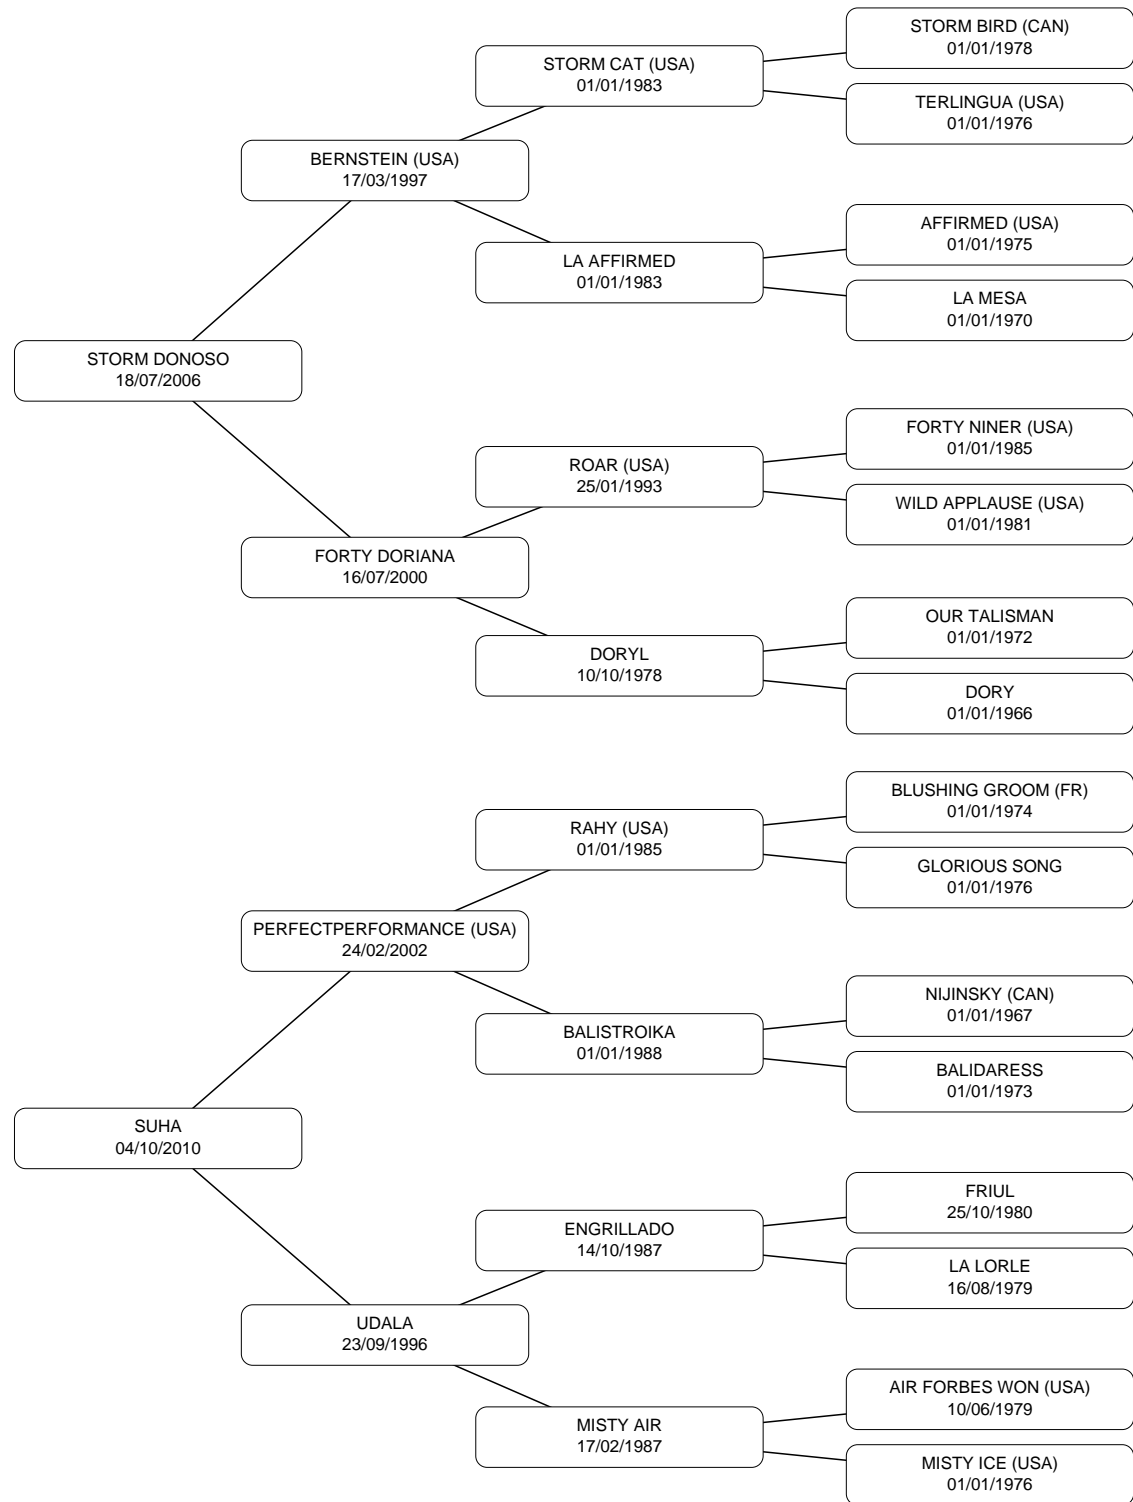 STORM BIRD (CAN)
01/01/1978
STORM CAT (USA)
01/01/1983
TERLINGUA (USA)
01/01/1976
BERNSTEIN (USA)
17/03/1997
AFFIRMED (USA)
01/01/1975
LA AFFIRMED
01/01/1983
LA MESA
01/01/1970
STORM DONOSO
18/07/2006
FORTY NINER (USA)
01/01/1985
ROAR (USA)
25/01/1993
WILD APPLAUSE (USA)
01/01/1981
FORTY DORIANA
16/07/2000
OUR TALISMAN
01/01/1972
DORYL
10/10/1978
DORY
01/01/1966
BLUSHING GROOM (FR)
01/01/1974
RAHY (USA)
01/01/1985
GLORIOUS SONG
01/01/1976
PERFECTPERFORMANCE (USA)
24/02/2002
NIJINSKY (CAN)
01/01/1967
BALISTROIKA
01/01/1988
BALIDARESS
01/01/1973
SUHA
04/10/2010
FRIUL
25/10/1980
ENGRILLADO
14/10/1987
LA LORLE
16/08/1979
UDALA
23/09/1996
AIR FORBES WON (USA)
10/06/1979
MISTY AIR
17/02/1987
MISTY ICE (USA)
01/01/1976